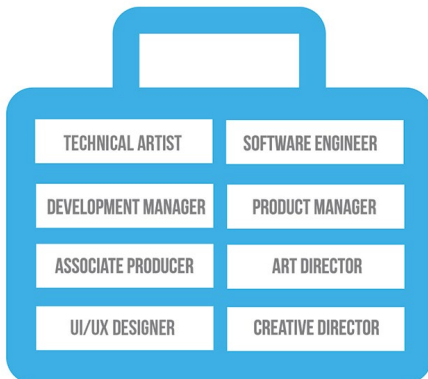 TECHNICAL ARTIST
SOFTWARE ENGINEER
DEVELOPMENT MANAGER
PRODUCT MANAGER
ASSOCIATE PRODUCER
ART DIRECTOR
UI/UX DESIGNER
CREATIVE DIRECTOR